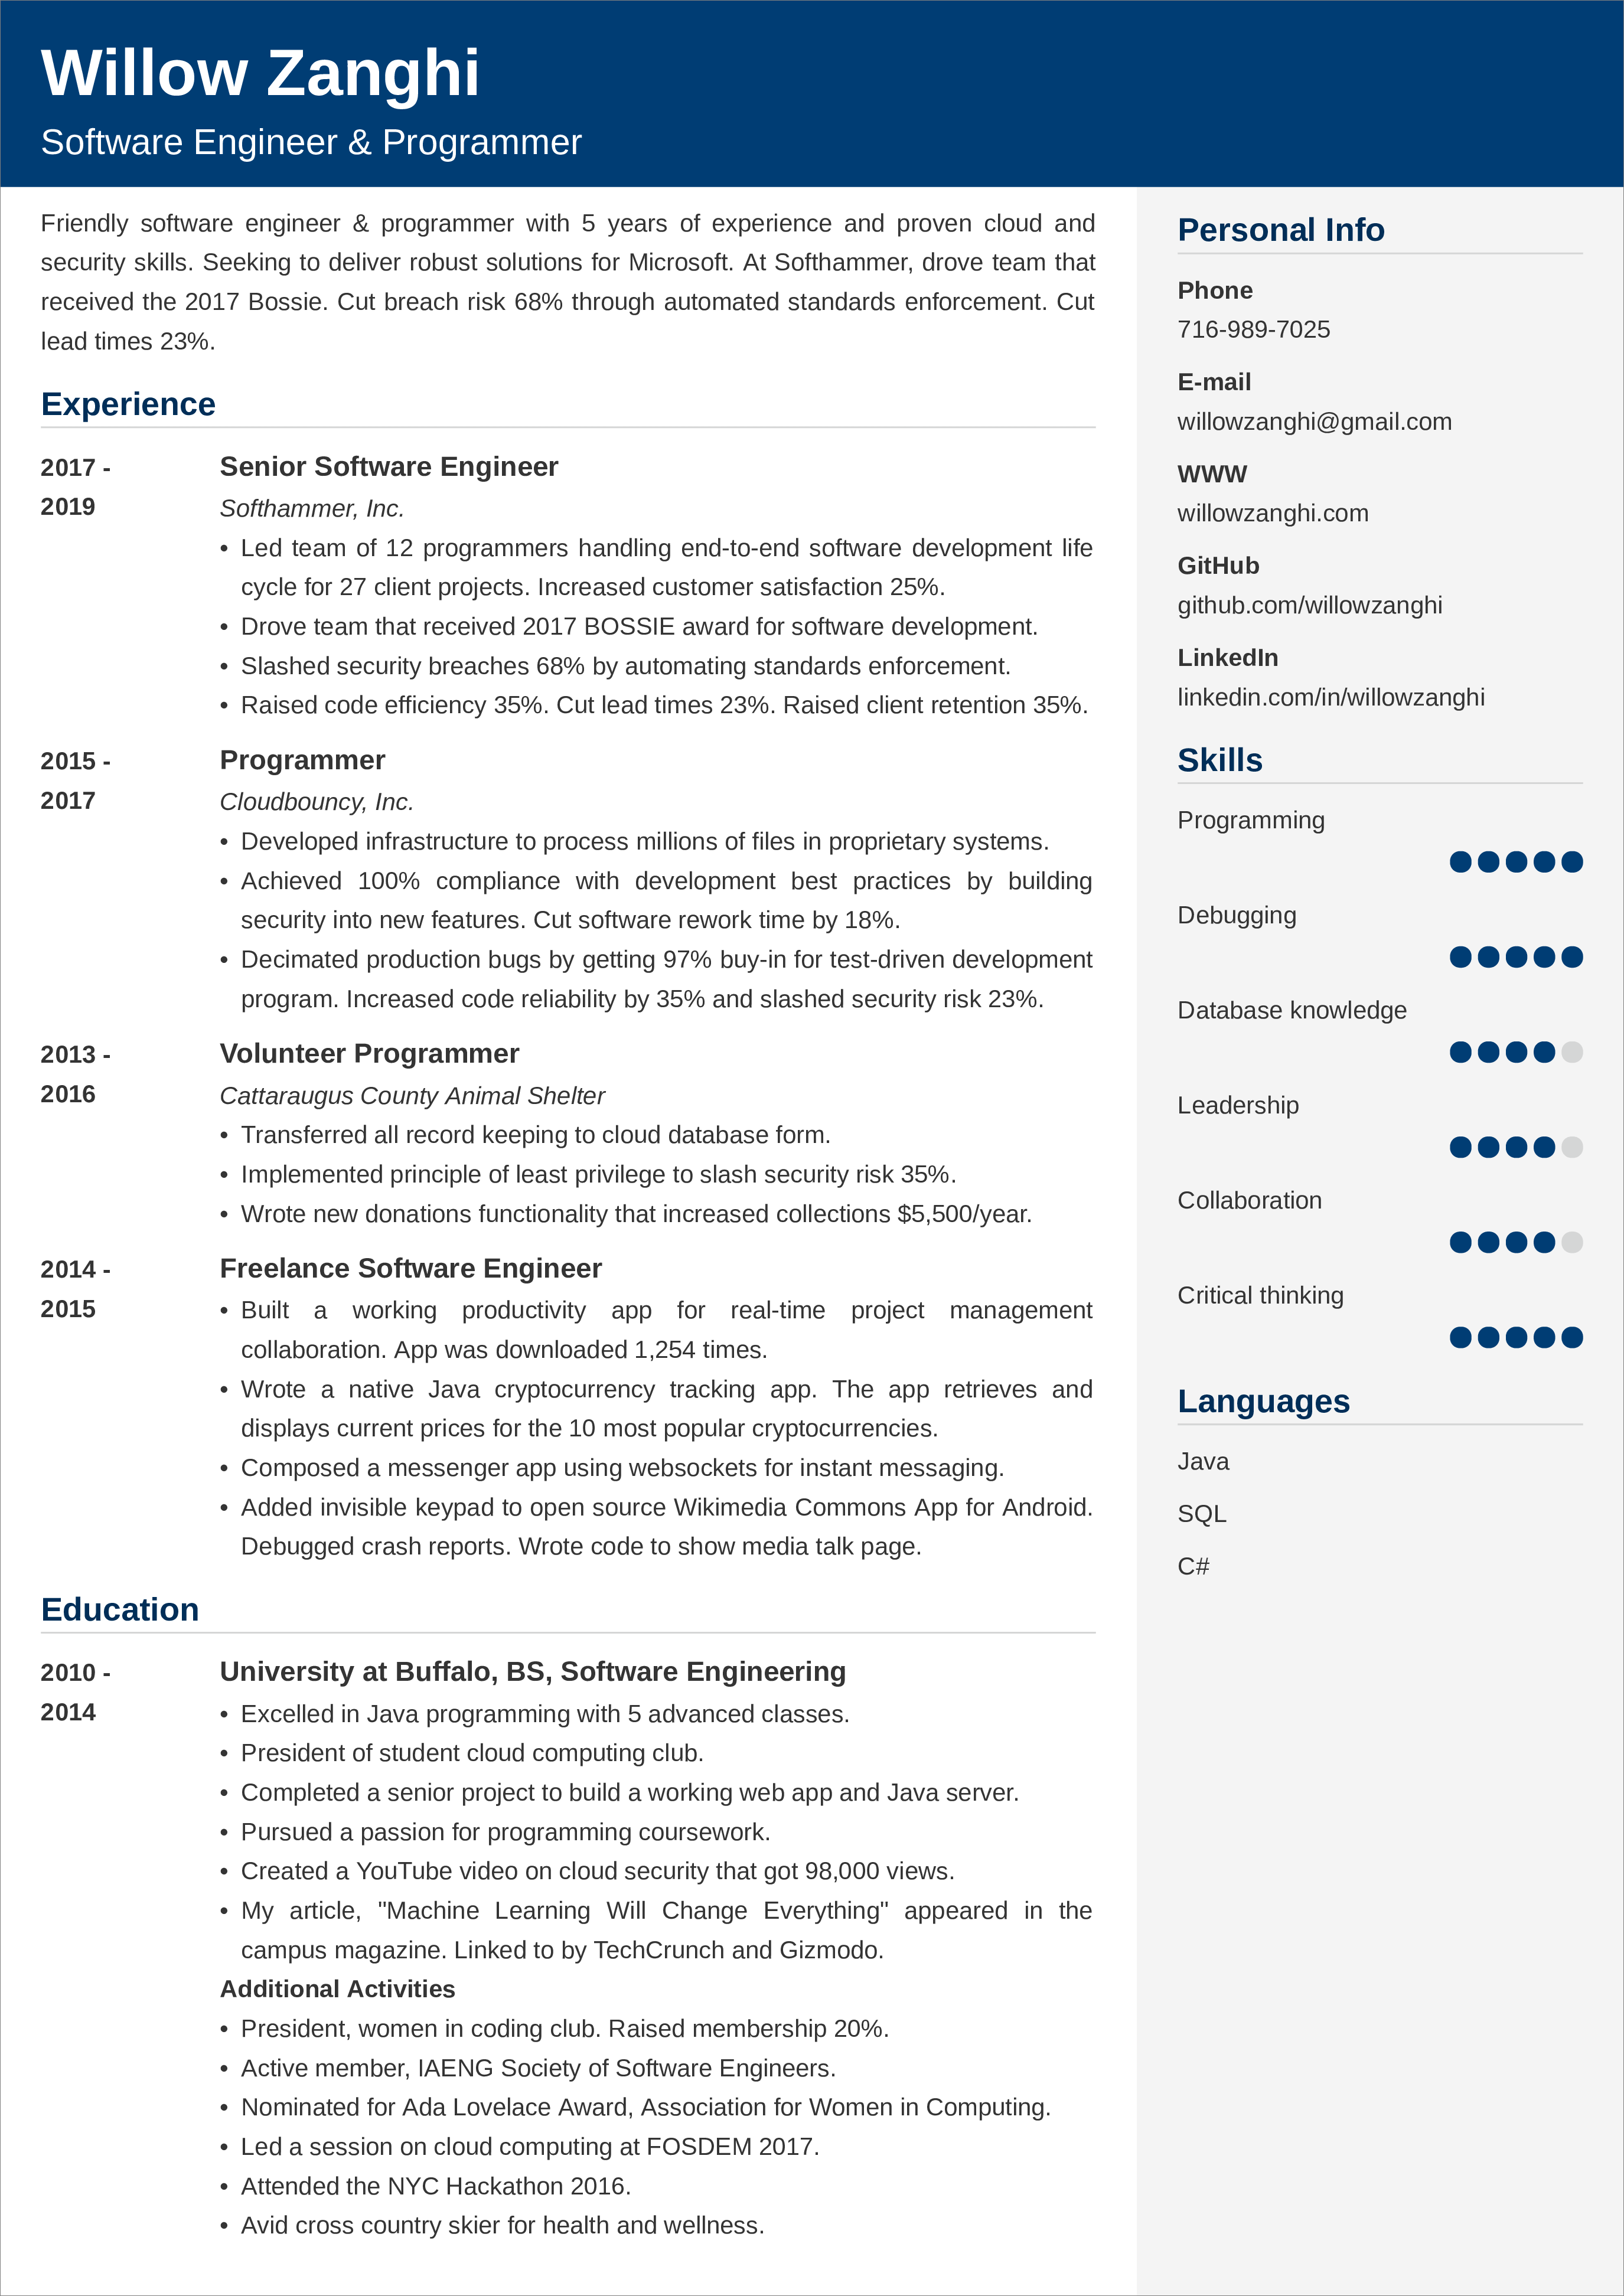 Willow Zanghi
Software Engineer & Programmer
Friendly software engineer & programmer with 5 years of experience and proven cloud and
security skills. Seeking to deliver robust solutions for Microsoft. At Softhammer, drove team that
received the 2017 Bossie. Cut breach risk 68% through automated standards enforcement. Cut
lead times 23%.
Experience
2017 -
2019
Senior Software Engineer
Softhammer, Inc.
• Led team of 12 programmers handling end-to-end software development life
cycle for 27 client projects. Increased customer satisfaction 25%.
• Drove team that received 2017 BOSSIE award for software development.
• Slashed security breaches 68% by automating standards enforcement.
• Raised code efficiency 35%. Cut lead times 23%. Raised client retention 35%.
2015 -
2017
Programmer
Cloudbouncy, Inc.
• Developed infrastructure to process millions of files in proprietary systems.
• Achieved 100% compliance with development best practices by building
security into new features. Cut software rework time by 18%.
• Decimated production bugs by getting 97% buy-in for test-driven development
program. Increased code reliability by 35% and slashed security risk 23%.
2013 -
2016
Volunteer Programmer
Cattaraugus County Animal Shelter
• Transferred all record keeping to cloud database form.
• Implemented principle of least privilege to slash security risk 35%.
• Wrote new donations functionality that increased collections $5,500/year.
2014 -
2015
Freelance Software Engineer
• Built a working productivity app for real-time project management
collaboration. App was downloaded 1,254 times.
• Wrote a native Java cryptocurrency tracking app. The app retrieves and
displays current prices for the 10 most popular cryptocurrencies.
• Composed a messenger app using websockets for instant messaging.
• Added invisible keypad to open source Wikimedia Commons App for Android.
Debugged crash reports. Wrote code to show media talk page.
Education
2010 -
2014
University at Buffalo, BS, Software Engineering
• Excelled in Java programming with 5 advanced classes.
• President of student cloud computing club.
• Completed a senior project to build a working web app and Java server.
• Pursued a passion for programming coursework.
• Created a YouTube video on cloud security that got 98,000 views.
• My article, "Machine Learning Will Change Everything" appeared in the
campus magazine. Linked to by TechCrunch and Gizmodo.
Additional Activities
• President, women in coding club. Raised membership 20%.
• Active member, IAENG Society of Software Engineers.
• Nominated for Ada Lovelace Award, Association for Women in Computing.
• Led a session on cloud computing at FOSDEM 2017.
• Attended the NYC Hackathon 2016.
• Avid cross country skier for health and wellness.
Personal Info
Phone
716-989-7025
E-mail
willowzanghi@gmail.com
WWW
willowzanghi.com
GitHub
github.com/willowzanghi
LinkedIn
linkedin.com/in/willowzanghi
Skills
Programming
Debugging
Database knowledge
Leadership
Collaboration
Critical thinking
Languages
Java
SQL
C#